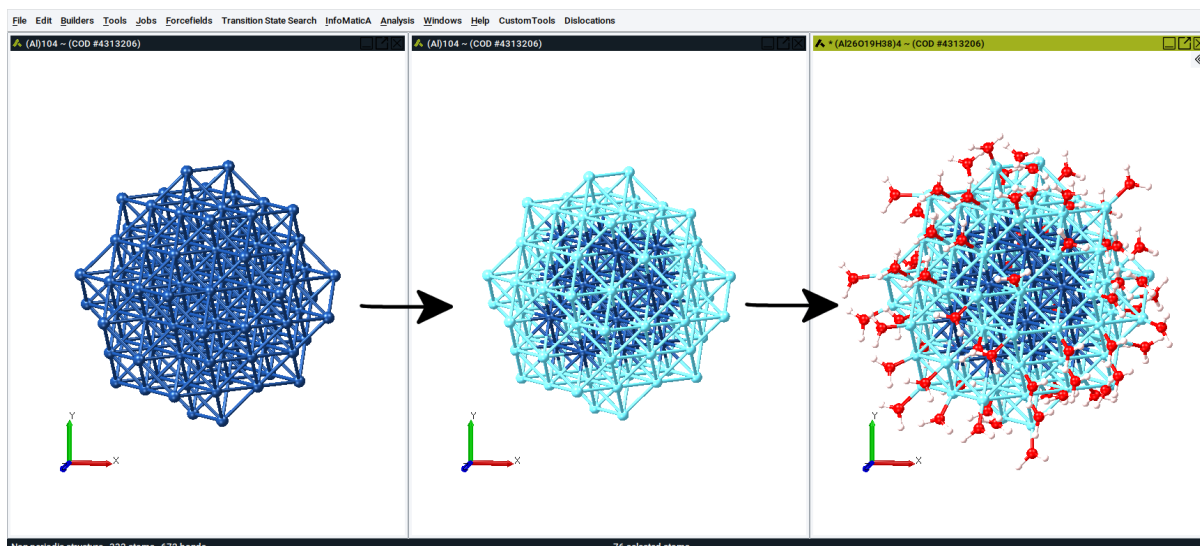 File Edit Builders Tools Jobs Forcefields Transition State Search InfoMaticA Analysis Windows Help CustomTools Dislocations
(Al)104 ~ (COD #4313206)
(Al)104 ~ (COD #4313206)
* (Al26O19H38)4 ~ (COD #4313206)
Y
X
Y
X
Y
X